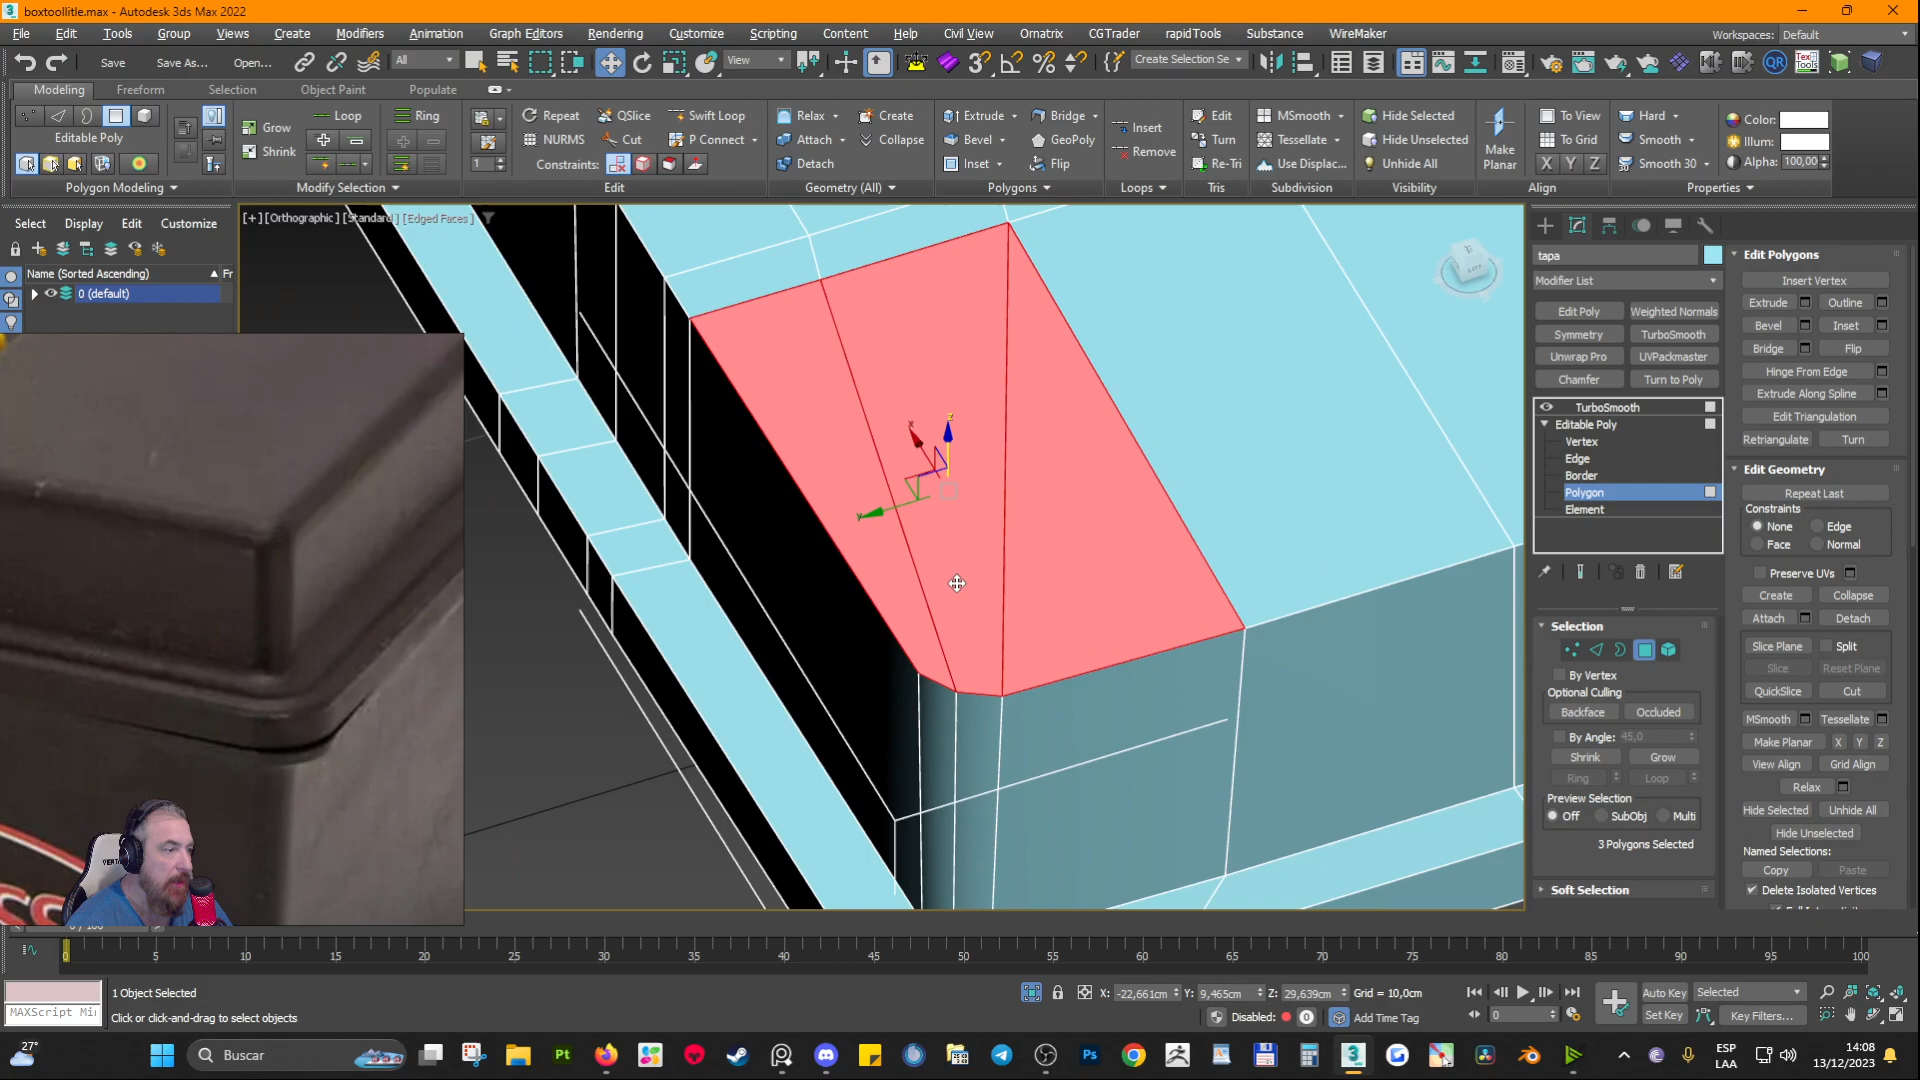 boxtoollitle.max - Autodesk 3ds Max 2022
File Edit Tools Group Views Create Modifiers Animation Graph Editors Rendering Customize Scripting Content Help Civil View Ornatrix CGTrader rapidTools Substance WireMaker Workspaces: Default
Save Save As... Open... All View Create Selection Se
Modeling Freeform Selection Object Paint Populate
Loop Ring Repeat QSlice Swift Loop Relax Create Extrude Bridge Insert Edit MSmooth Hide Selected To View Hard Color:
Editable Poly Grow NURMS Cut P Connect Attach Collapse Bevel GeoPoly Turn Tessellate Hide Unselected Make Planar To Grid Smooth Illum:
Shrink 1 Constraints: Detach Inset Flip Remove Re-Tri Use Displac... Unhide All X Y Z Smooth 30 Alpha: 100,00
Polygon Modeling Modify Selection Edit Geometry (All) Polygons Loops Tris Subdivision Visibility Align Properties
Select Display Edit Customize
[+] [Orthographic] [Standard] [Edged Faces]
Name (Sorted Ascending) Fr
0 (default)
x
z
y
tapa
Modifier List
Edit Poly Weighted Normals
Symmetry TurboSmooth
Unwrap Pro UVPackmaster
Chamfer Turn to Poly
TurboSmooth
Editable Poly
Vertex
Edge
Border
Polygon
Element
Selection
By Vertex
Optional Culling
Backface Occluded
By Angle: 45,0
Shrink Grow
Ring Loop
Preview Selection
Off SubObj Multi
3 Polygons Selected
Soft Selection
Edit Polygons
Insert Vertex
Extrude Outline
Bevel Inset
Bridge Flip
Hinge From Edge
Extrude Along Spline
Edit Triangulation
Retriangulate Turn
Edit Geometry
Repeat Last
Constraints
None Edge
Face Normal
Preserve UVs
Create Collapse
Attach Detach
Slice Plane Split
Slice Reset Plane
QuickSlice Cut
MSmooth Tessellate
Make Planar X Y Z
View Align Grid Align
Relax
Hide Selected Unhide All
Hide Unselected
Named Selections:
Copy Paste
Delete Isolated Vertices
0 5 10 15 20 25 30 35 40 45 50 55 60 65 70 75 80 85 90 95 100
1 Object Selected X: -22,661cm Y: 9,465cm Z: 29,639cm Grid = 10,0cm Auto Key Selected
MAXScript Mi Click or click-and-drag to select objects Disabled: 0 Add Time Tag 0 Set Key Key Filters...
27° Buscar ESP LAA 14:08 13/12/2023